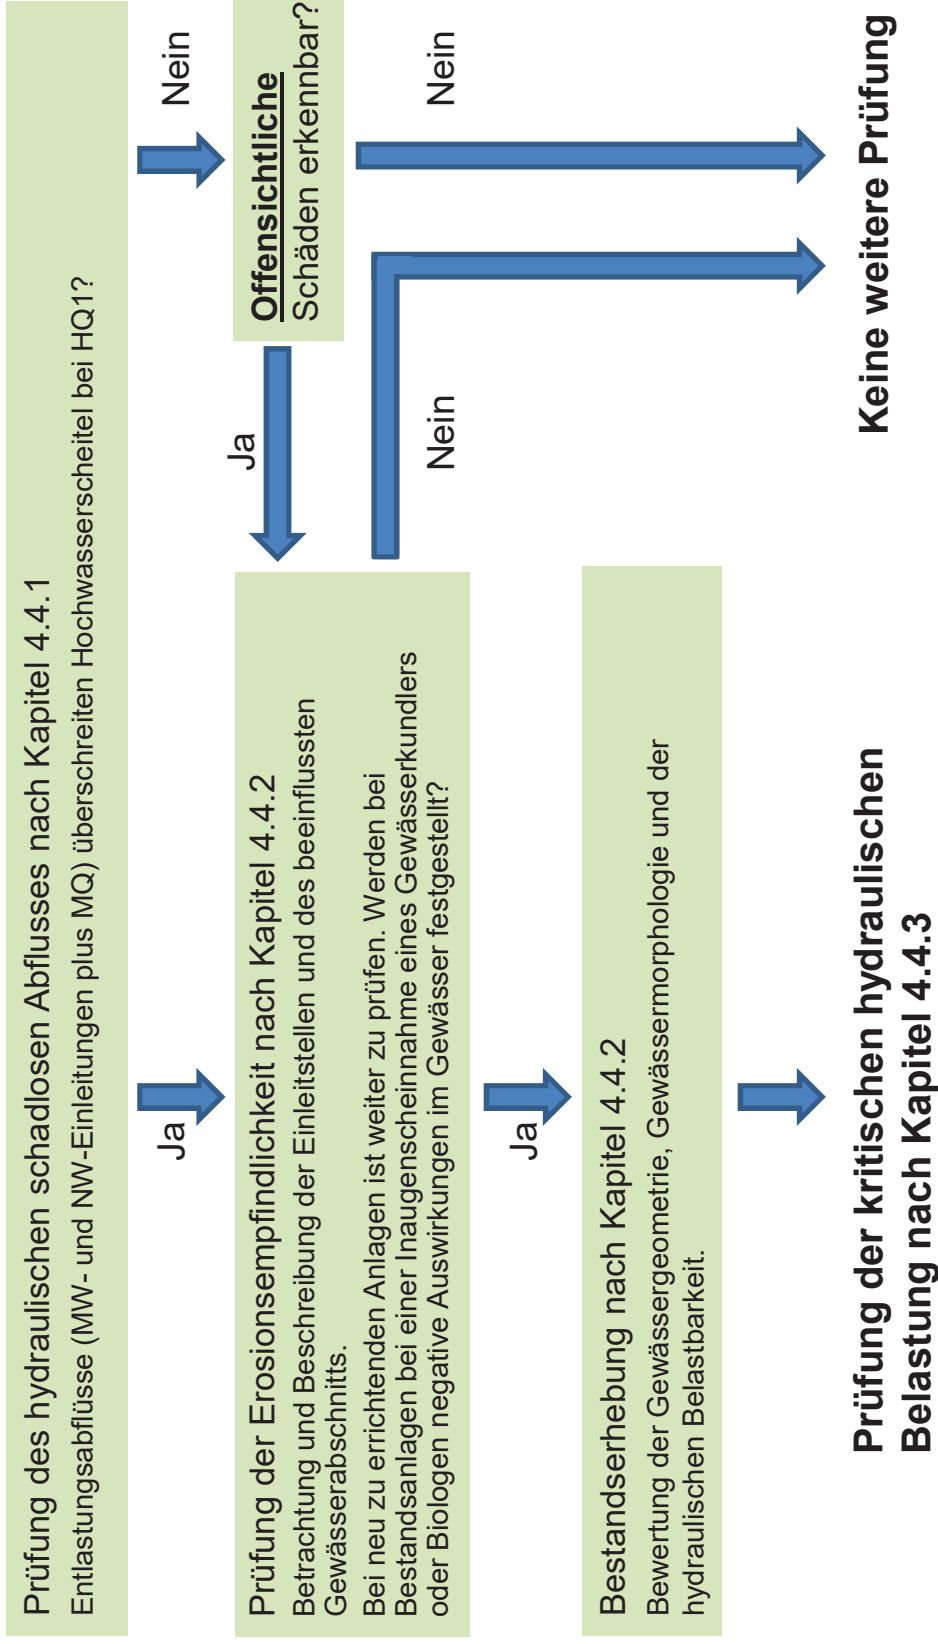 Prüfung des hydraulischen schadlosen Abflusses nach Kapitel 4.4.1
Entlastungsabflüsse (MW- und NW-Einleitungen plus MQ) überschreiten Hochwasserscheitel bei HQ1?
Ja
Nein
Offensichtliche
Schäden erkennbar?
Ja
Prüfung der Erosionsempfindlichkeit nach Kapitel 4.4.2
Betrachtung und Beschreibung der Einleitstellen und des beeinflussten
Gewässerabschnitts.
Bei neu zu errichtenden Anlagen ist weiter zu prüfen. Werden bei
Bestandsanlagen bei einer Inaugenscheinnahme eines Gewässerkundlers
oder Biologen negative Auswirkungen im Gewässer festgestellt?
Nein
Nein
Ja
Bestandserhebung nach Kapitel 4.4.2
Bewertung der Gewässergeometrie, Gewässermorphologie und der
hydraulischen Belastbarkeit.
Prüfung der kritischen hydraulischen
Belastung nach Kapitel 4.4.3
Keine weitere Prüfung